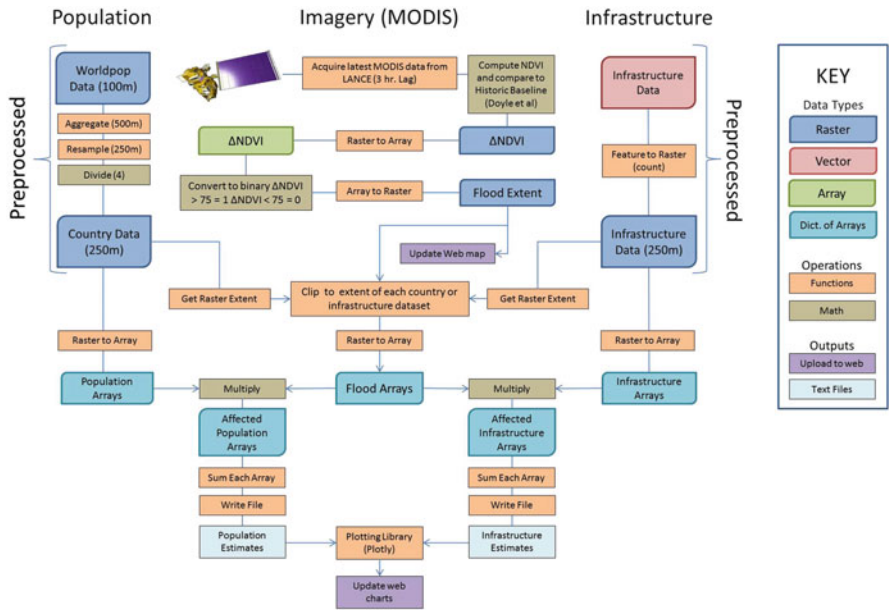 Population
Imagery (MODIS)
Infrastructure
Preprocessed
Worldpop
Data (100m)
Aggregate (500m)
Resample (250m)
Divide (4)
Country Data
(250m)
Acquire latest MODIS data from
LANCE (3 hr. Lag)
Compute NDVI
and compare to
Historic Baseline
(Doyle et al)
ΔNDVI
Raster to Array
ΔNDVI
Convert to binary ΔNDVI
> 75 = 1 ΔNDVI < 75 = 0
Array to Raster
Flood Extent
Update Web map
Infrastructure
Data
Feature to Raster
(count)
Infrastructure
Data (250m)
Preprocessed
Get Raster Extent
Clip to extent of each country or
infrastructure dataset
Get Raster Extent
Raster to Array
Raster to Array
Raster to Array
Population
Arrays
Multiply
Flood Arrays
Multiply
Infrastructure
Arrays
Affected
Population
Arrays
Affected
Infrastructure
Arrays
Sum Each Array
Sum Each Array
Write File
Write File
Population
Estimates
Plotting Library
(Plotly)
Infrastructure
Estimates
Update web
charts
KEY
Data Types
Raster
Vector
Array
Dict. of Arrays
Operations
Functions
Math
Outputs
Upload to web
Text Files